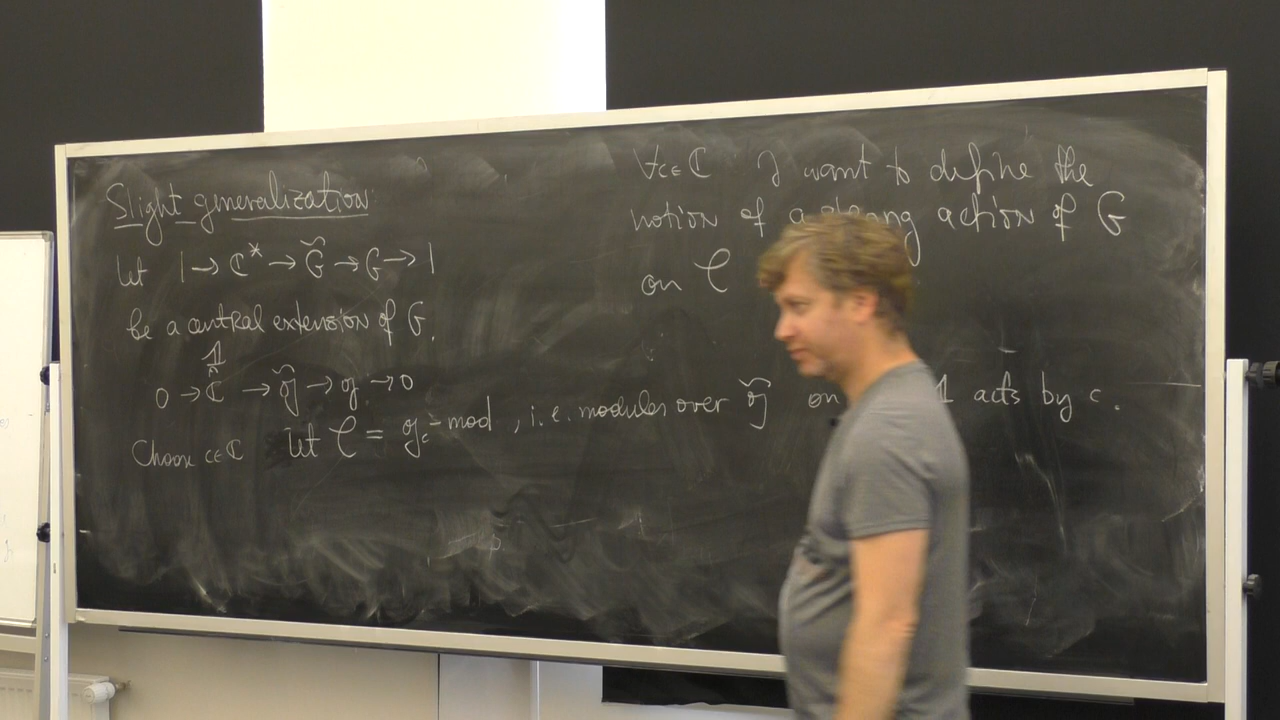 Slight generalization
Let 1 → ℂ* → G̃ → G → 1
be a central extension of G.
𝟙
0 → ℂ → 𝔤̃ → 𝔤 → 0
Choose c∈ℂ Let 𝒞 = 𝔤_c-mod, i.e. modules over 𝔤̃ on 𝟙 acts by c.
∀c∈ℂ I want to define the
notion of a strong action of G
on 𝒞